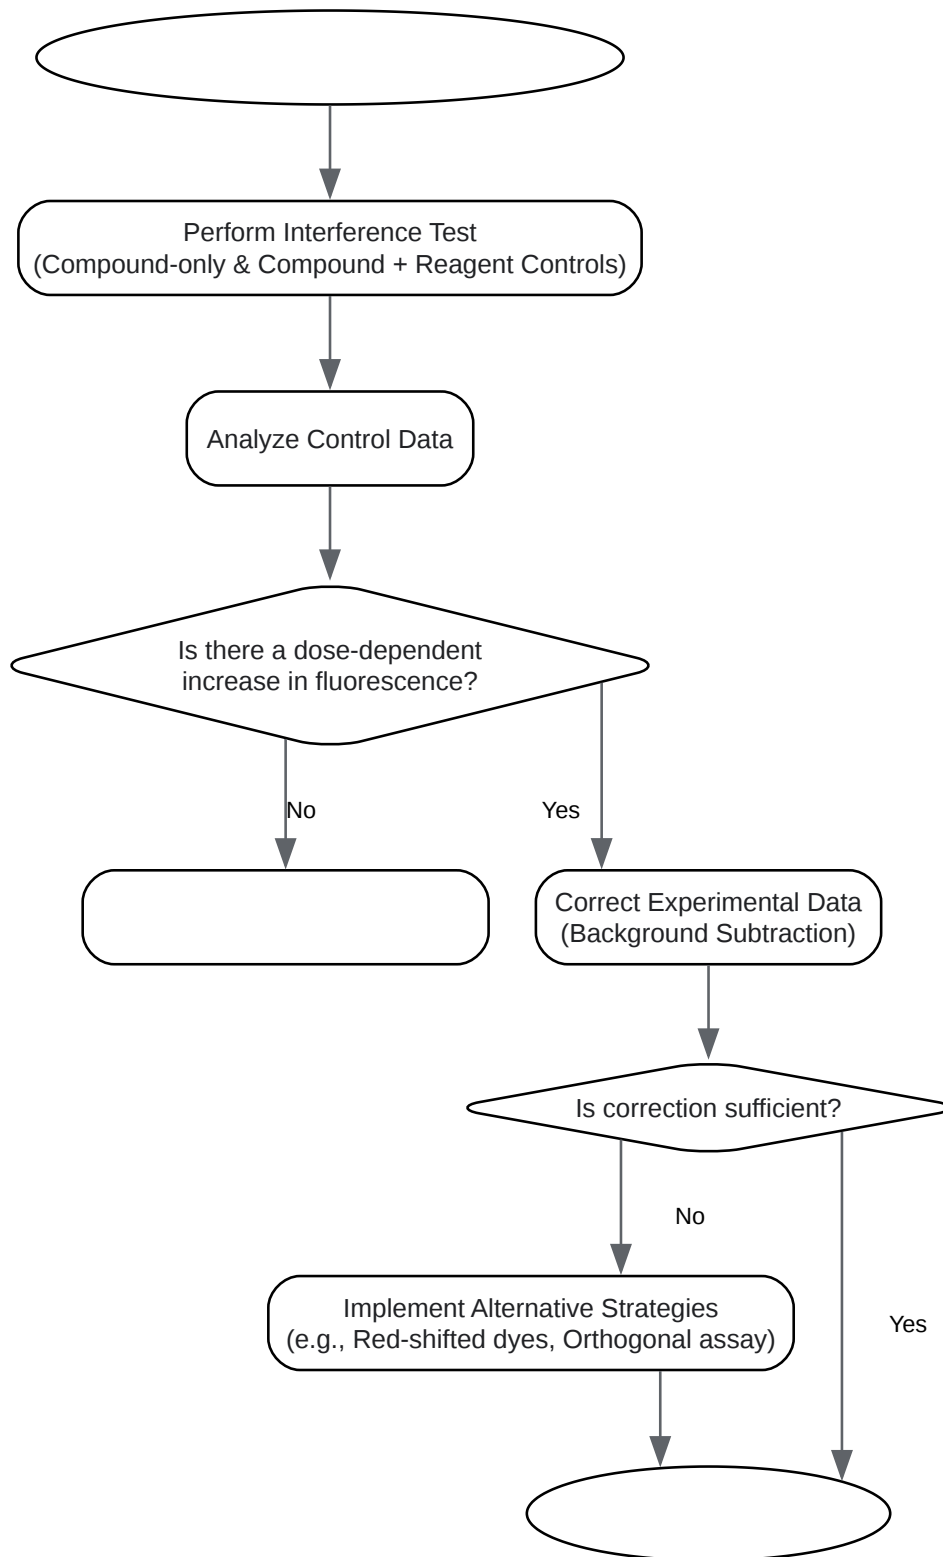 Perform Interference Test
(Compound-only & Compound + Reagent Controls)
Analyze Control Data
Is there a dose-dependent
increase in fluorescence?
No
Yes
Correct Experimental Data
(Background Subtraction)
Is correction sufficient?
No
Implement Alternative Strategies
(e.g., Red-shifted dyes, Orthogonal assay)
Yes